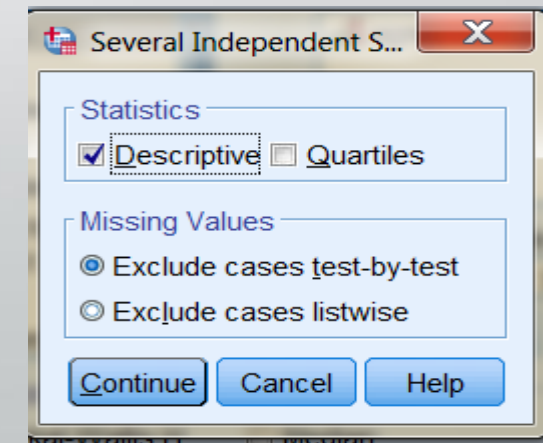 Several Independent S...
Statistics
Descriptive Quartiles
Missing Values
Exclude cases test-by-test
Exclude cases listwise
Continue Cancel Help